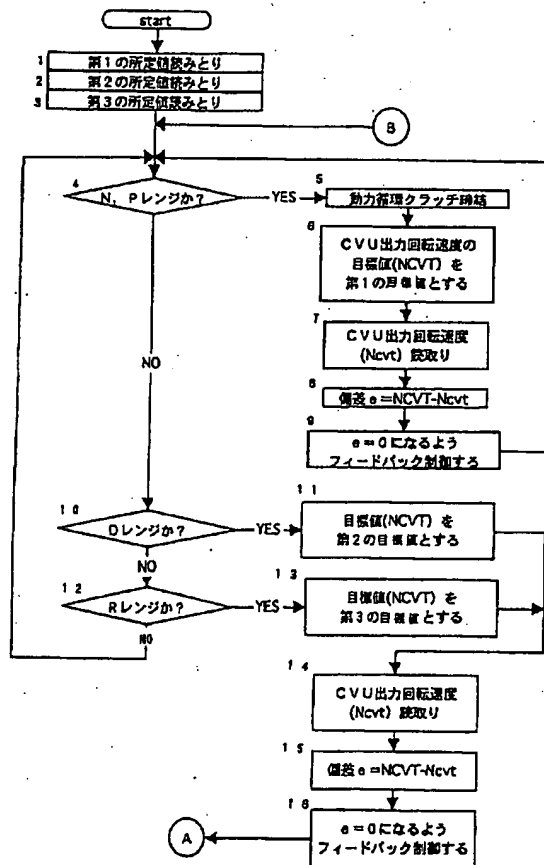 start
1 第1の所定値読みとり
2 第2の所定値読みとり
3 第3の所定値読みとり
B
4
N, Pレンジか?
YES
5
動力循環クラッチ締結
6
CVU出力回転速度の
目標値(NCVT)を
第1の目標値とする
7
CVU出力回転速度
(Ncvt) 読取り
8
偏差e=NCVT-Ncvt
9
e=0になるよう
フィードバック制御する
NO
10
Dレンジか?
YES
11
目標値(NCVT)を
第2の目標値とする
NO
12
Rレンジか?
YES
13
目標値(NCVT)を
第3の目標値とする
NO
14
CVU出力回転速度
(Ncvt) 読取り
15
偏差e=NCVT-Ncvt
16
e=0になるよう
フィードバック制御する
A